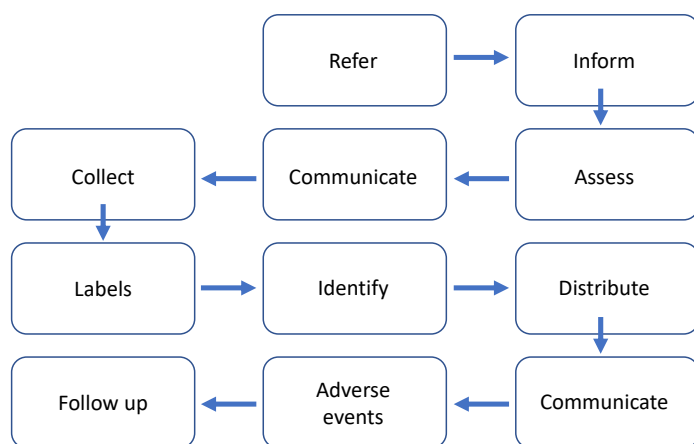 Refer
Inform
Assess
Communicate
Collect
Labels
Identify
Distribute
Communicate
Adverse
events
Follow up